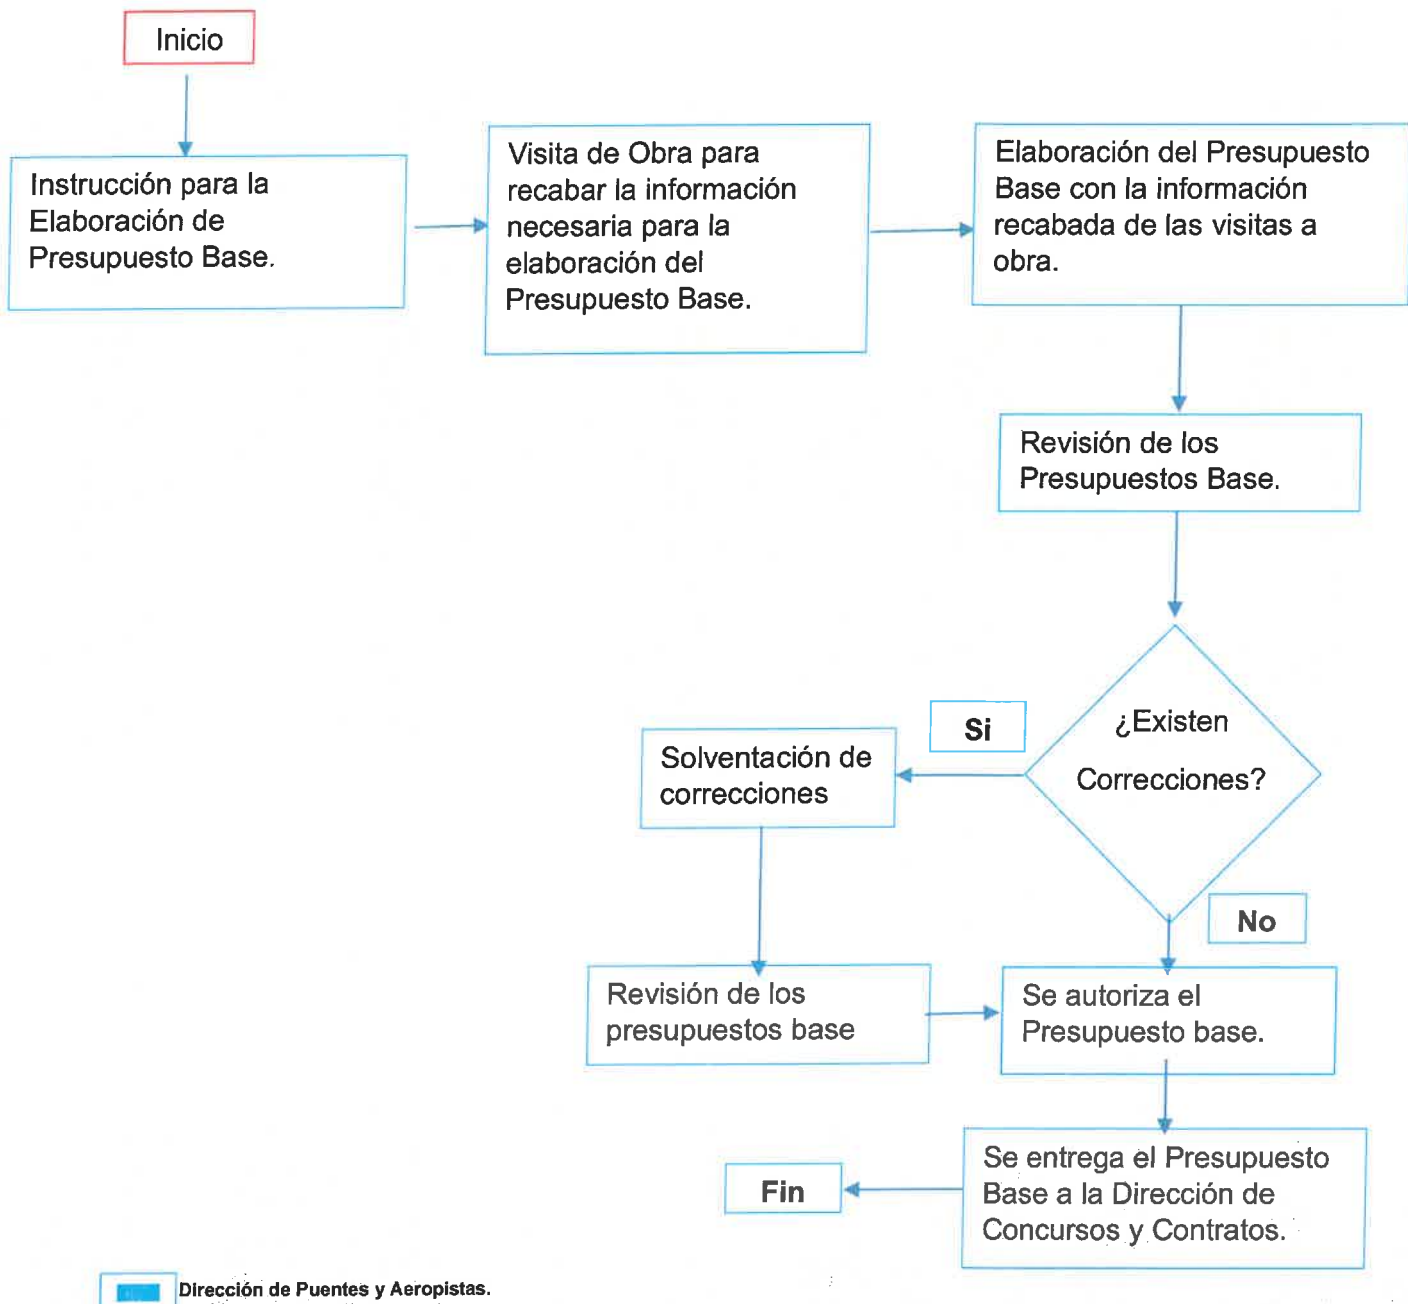 Inicio
Instrucción para la
Elaboración de
Presupuesto Base.
Visita de Obra para
recabar la información
necesaria para la
elaboración del
Presupuesto Base.
Elaboración del Presupuesto
Base con la información
recabada de las visitas a
obra.
Revisión de los
Presupuestos Base.
¿Existen
Correcciones?
Si
Solventación de
correcciones
No
Revisión de los
presupuestos base
Se autoriza el
Presupuesto base.
Se entrega el Presupuesto
Base a la Dirección de
Concursos y Contratos.
Fin
Dirección de Puentes y Aeropistas.